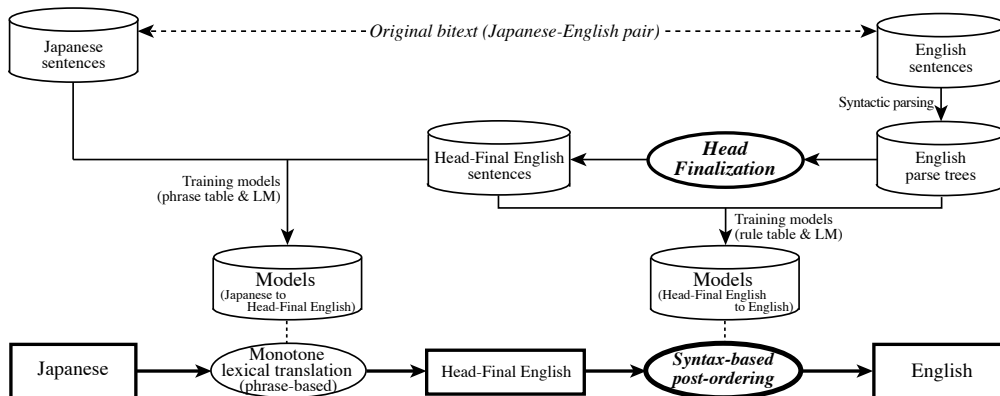 Japanese
sentences
Original bitext (Japanese-English pair)
English
sentences
Syntactic parsing
Head-Final English
sentences
Head
Finalization
English
parse trees
Training models
(phrase table & LM)
Training models
(rule table & LM)
Models
(Japanese to
Head-Final English)
Models
(Head-Final English
to English)
Japanese
Monotone
lexical translation
(phrase-based)
Head-Final English
Syntax-based
post-ordering
English